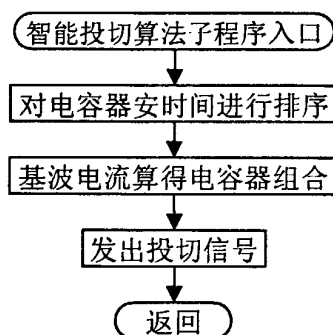 智能投切算法子程序入口
对电容器安时间进行排序
基波电流算得电容器组合
发出投切信号
返回